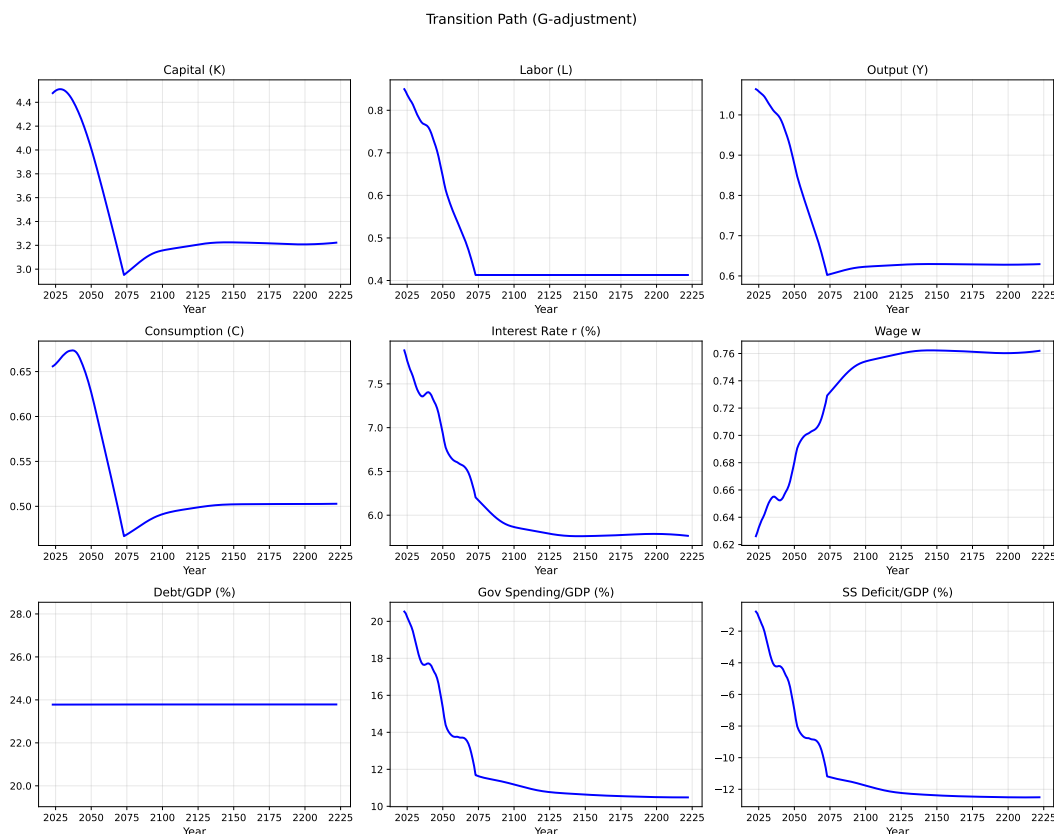 Transition Path (G-adjustment)
Capital (K)
4.4
4.2
4.0
3.8
3.6
3.4
3.2
3.0
2025 2050 2075 2100 2125 2150 2175 2200 2225
Year
Labor (L)
0.8
0.7
0.6
0.5
0.4
2025 2050 2075 2100 2125 2150 2175 2200 2225
Year
Output (Y)
1.0
0.9
0.8
0.7
0.6
2025 2050 2075 2100 2125 2150 2175 2200 2225
Year
Consumption (C)
0.65
0.60
0.55
0.50
2025 2050 2075 2100 2125 2150 2175 2200 2225
Year
Interest Rate r (%)
7.5
7.0
6.5
6.0
2025 2050 2075 2100 2125 2150 2175 2200 2225
Year
Wage w
0.76
0.74
0.72
0.70
0.68
0.66
0.64
0.62
2025 2050 2075 2100 2125 2150 2175 2200 2225
Year
Debt/GDP (%)
28.0
26.0
24.0
22.0
20.0
2025 2050 2075 2100 2125 2150 2175 2200 2225
Year
Gov Spending/GDP (%)
20
18
16
14
12
10
2025 2050 2075 2100 2125 2150 2175 2200 2225
Year
SS Deficit/GDP (%)
−2
−4
−6
−8
−10
−12
2025 2050 2075 2100 2125 2150 2175 2200 2225
Year